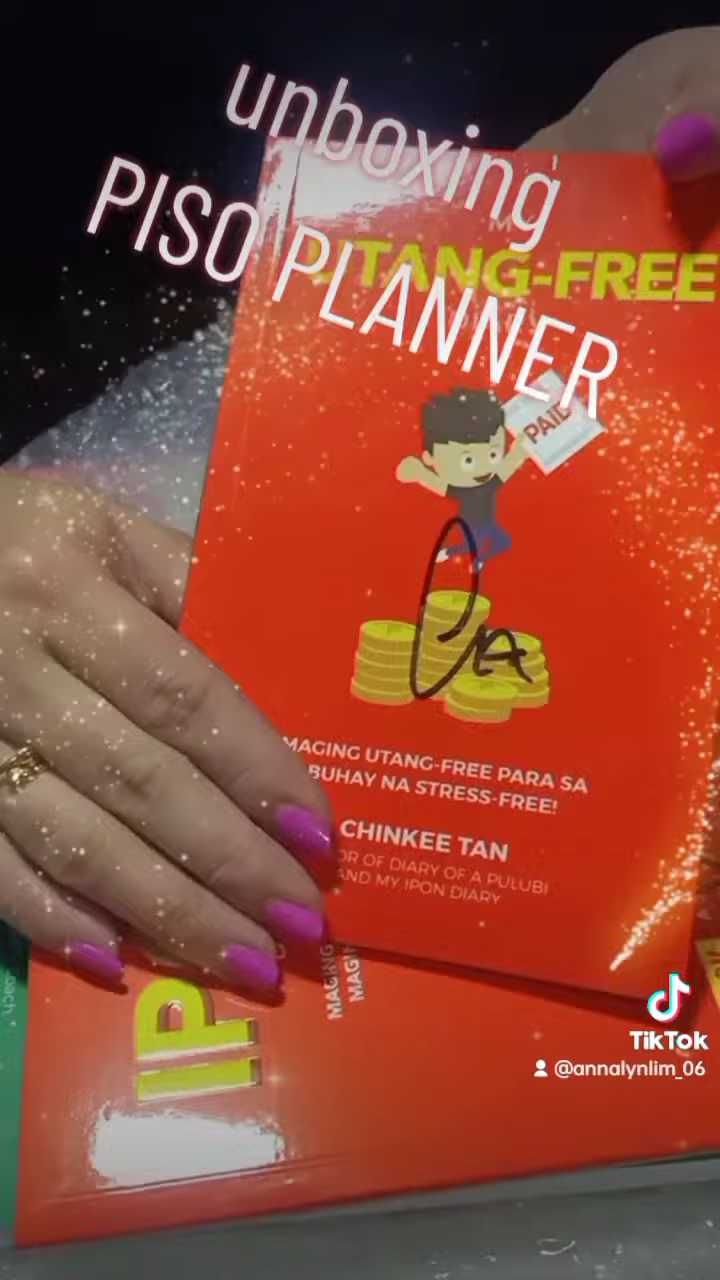 unboxing
PISO PLANNER
UTANG-FREE
PAID
MAGING UTANG-FREE PARA SA
BUHAY NA STRESS-FREE!
CHINKEE TAN
OR OF DIARY OF A PULUBI
AND MY IPON DIARY
IP
TikTok
@annalynlim_06